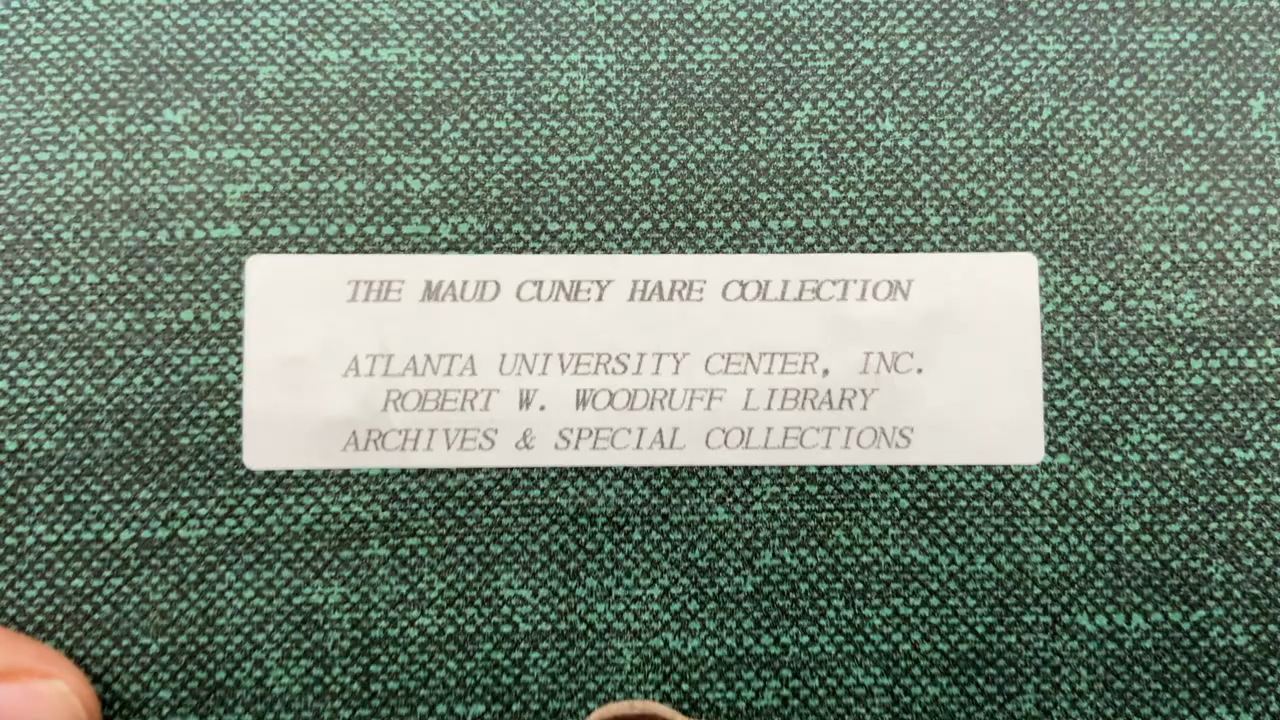 THE MAUD CUNEY HARE COLLECTION
ATLANTA UNIVERSITY CENTER, INC.
ROBERT W. WOODRUFF LIBRARY
ARCHIVES & SPECIAL COLLECTIONS